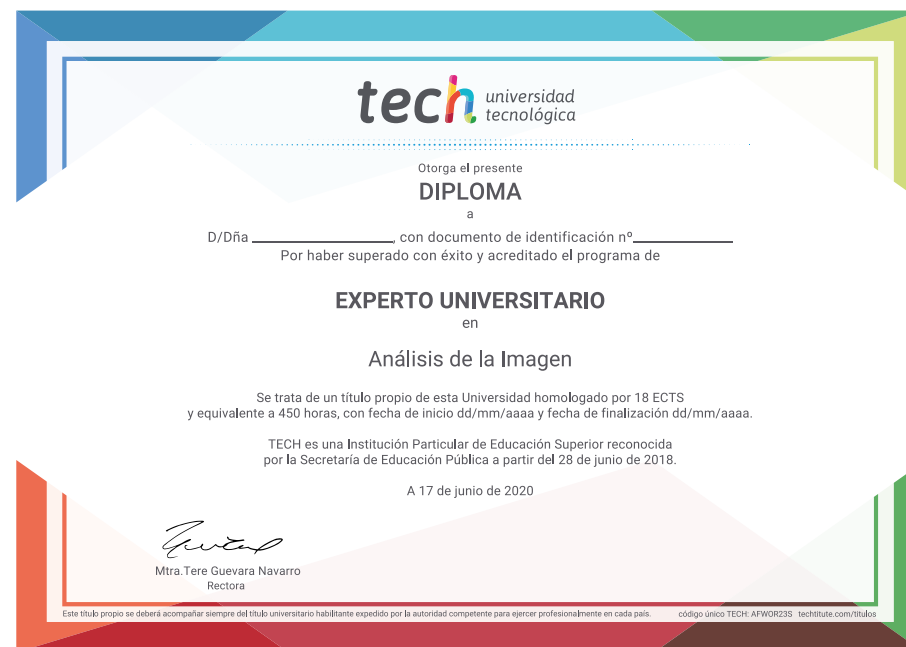 tech universidad
tecnológica
Otorga el presente
DIPLOMA
a
D/Dña ____________________, con documento de identificación nº______________
Por haber superado con éxito y acreditado el programa de
EXPERTO UNIVERSITARIO
en
Análisis de la Imagen
Se trata de un título propio de esta Universidad homologado por 18 ECTS
y equivalente a 450 horas, con fecha de inicio dd/mm/aaaa y fecha de finalización dd/mm/aaaa.
TECH es una Institución Particular de Educación Superior reconocida
por la Secretaría de Educación Pública a partir del 28 de junio de 2018.
A 17 de junio de 2020
Mtra.Tere Guevara Navarro
Rectora
Este título propio se deberá acompañar siempre del título universitario habilitante expedido por la autoridad competente para ejercer profesionalmente en cada país. código único TECH: AFWOR23S techtitute.com/titulos